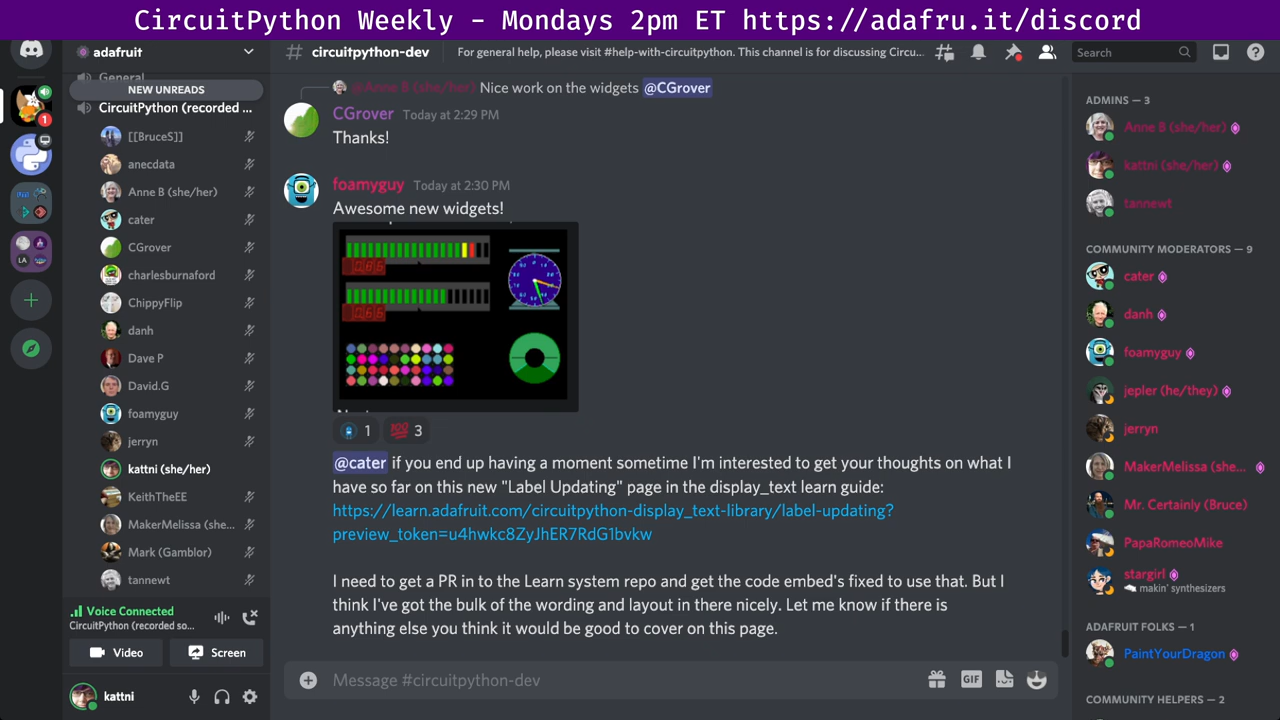 CircuitPython Weekly - Mondays 2pm ET https://adafru.it/discord
adafruit
General
NEW UNREADS
CircuitPython (recorded ...
[[BruceS]]
anecdata
Anne B (she/her)
cater
CGrover
charlesburnaford
ChippyFlip
danh
Dave P
David.G
foamyguy
jerryn
kattni (she/her)
KeithTheEE
MakerMelissa (she...
Mark (Gamblor)
tannewt
Voice Connected
CircuitPython (recorded so...
Video
Screen
kattni
1
LA
# circuitpython-dev
For general help, please visit #help-with-circuitpython. This channel is for discussing Circu...
Search
@Anne B (she/her) Nice work on the widgets @CGrover
CGrover Today at 2:29 PM
Thanks!
foamyguy Today at 2:30 PM
Awesome new widgets!
1
3
@cater if you end up having a moment sometime I'm interested to get your thoughts on what I
have so far on this new "Label Updating" page in the display_text learn guide:
https://learn.adafruit.com/circuitpython-display_text-library/label-updating?
preview_token=u4hwkc8ZyJhER7RdG1bvkw
I need to get a PR in to the Learn system repo and get the code embed's fixed to use that. But I
think I've got the bulk of the wording and layout in there nicely. Let me know if there is
anything else you think it would be good to cover on this page.
Message #circuitpython-dev
GIF
ADMINS — 3
Anne B (she/her)
kattni (she/her)
tannewt
COMMUNITY MODERATORS — 9
cater
danh
foamyguy
jepler (he/they)
jerryn
MakerMelissa (she...
Mr. Certainly (Bruce)
PapaRomeoMike
stargirl
makin' synthesizers
ADAFRUIT FOLKS — 1
PaintYourDragon
COMMUNITY HELPERS — 2